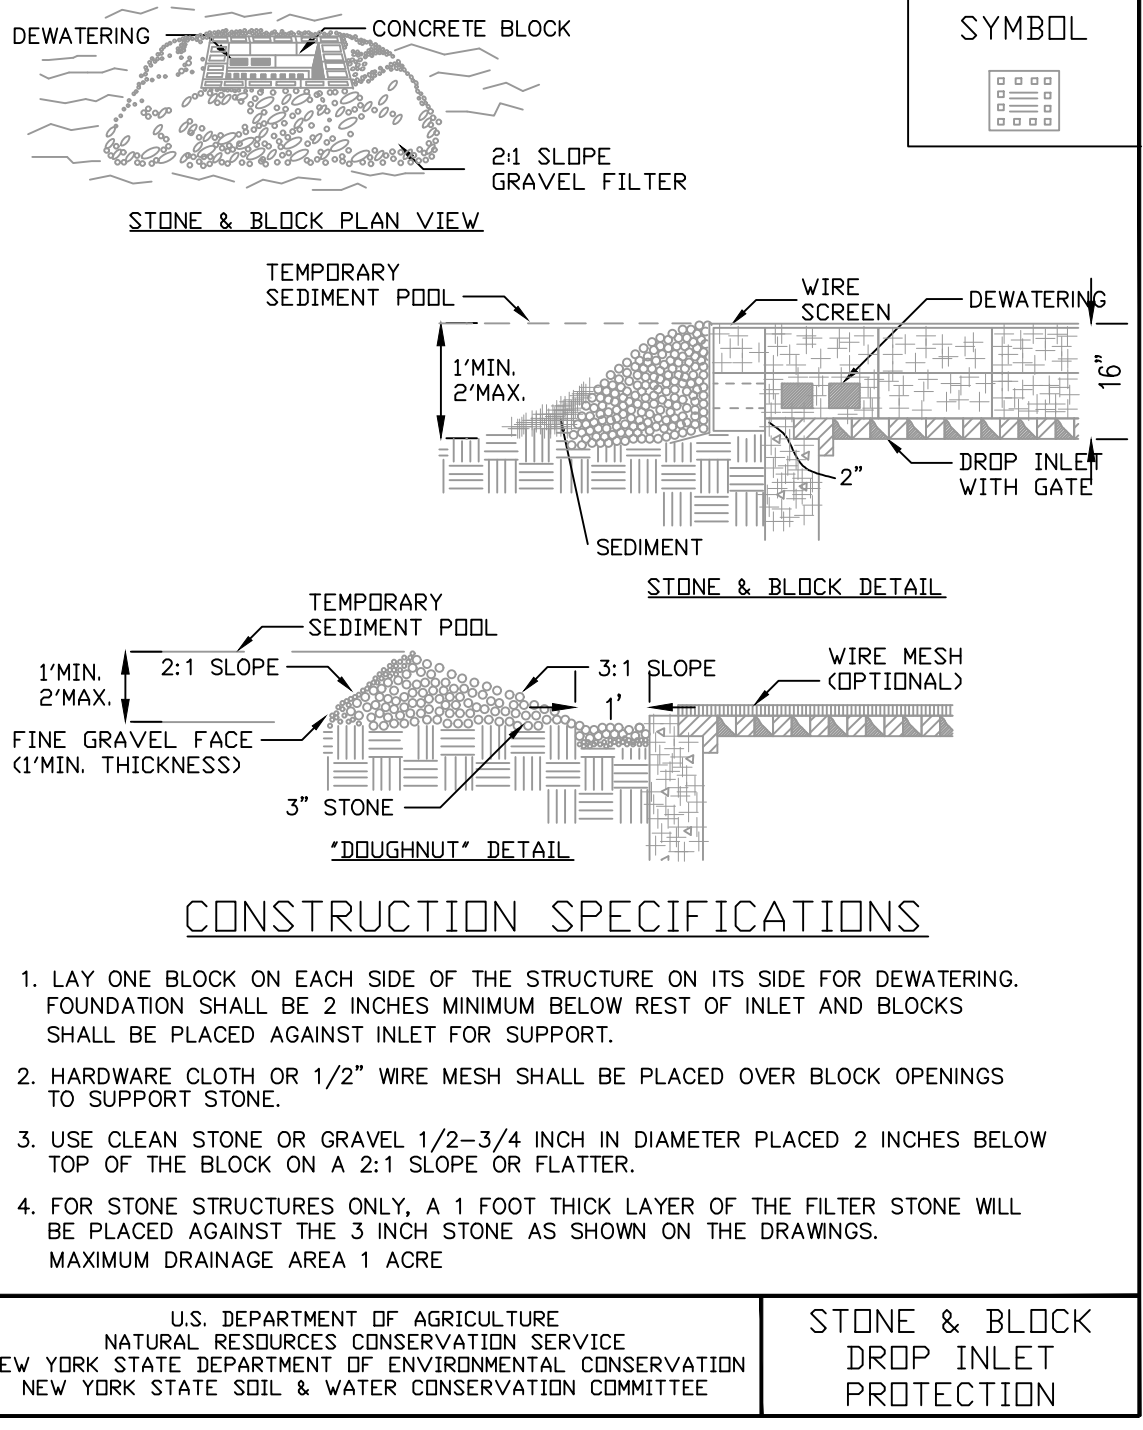 DEWATERING
CONCRETE BLOCK
SYMBOL
2:1 SLOPE
GRAVEL FILTER
STONE & BLOCK PLAN VIEW
TEMPORARY
SEDIMENT POOL
WIRE
SCREEN
DEWATERING
1'MIN.
2'MAX.
16"
DROP INLET
WITH GATE
2"
SEDIMENT
STONE & BLOCK DETAIL
TEMPORARY
SEDIMENT POOL
1'MIN.
2'MAX.
2:1 SLOPE
3:1 SLOPE
WIRE MESH
(OPTIONAL)
1'
FINE GRAVEL FACE
(1'MIN. THICKNESS)
3" STONE
"DOUGHNUT" DETAIL
CONSTRUCTION SPECIFICATIONS
1. LAY ONE BLOCK ON EACH SIDE OF THE STRUCTURE ON ITS SIDE FOR DEWATERING.
FOUNDATION SHALL BE 2 INCHES MINIMUM BELOW REST OF INLET AND BLOCKS
SHALL BE PLACED AGAINST INLET FOR SUPPORT.
2. HARDWARE CLOTH OR 1/2" WIRE MESH SHALL BE PLACED OVER BLOCK OPENINGS
TO SUPPORT STONE.
3. USE CLEAN STONE OR GRAVEL 1/2-3/4 INCH IN DIAMETER PLACED 2 INCHES BELOW
TOP OF THE BLOCK ON A 2:1 SLOPE OR FLATTER.
4. FOR STONE STRUCTURES ONLY, A 1 FOOT THICK LAYER OF THE FILTER STONE WILL
BE PLACED AGAINST THE 3 INCH STONE AS SHOWN ON THE DRAWINGS.
MAXIMUM DRAINAGE AREA 1 ACRE
U.S. DEPARTMENT OF AGRICULTURE
NATURAL RESOURCES CONSERVATION SERVICE
EW YORK STATE DEPARTMENT OF ENVIRONMENTAL CONSERVATION
NEW YORK STATE SOIL & WATER CONSERVATION COMMITTEE
STONE & BLOCK
DROP INLET
PROTECTION